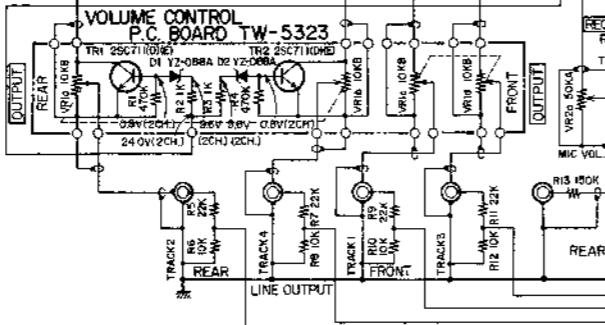 VOLUME CONTROL
P.C. BOARD TW-5323
TR1 2SC711(D)(E)
TR2 2SC711(D)(E)
D1 YZ-088A D2 YZ-088A
OUTPUT
REAR
VR1a 10KB
R1 470K
R2 1K
R3 1K
R4 470K
VR1b 10KB
VR1c 10KB
VR1d 10KB
FRONT
OUTPUT
VR2a 50KA
0.9V(2CH.) 9.6V 9.6V 0.9V(2CH.)
24.0V(2CH.) (2CH.) (2CH.)
MIC VOL
R5 22K
R6 10K
R7 22K
R8 10K
R9 22K
R10 10K
R11 22K
R12 10K
R13 150K
TRACK2
REAR
TRACK4
TRACK1
FRONT
TRACK3
REAR
LINE OUTPUT